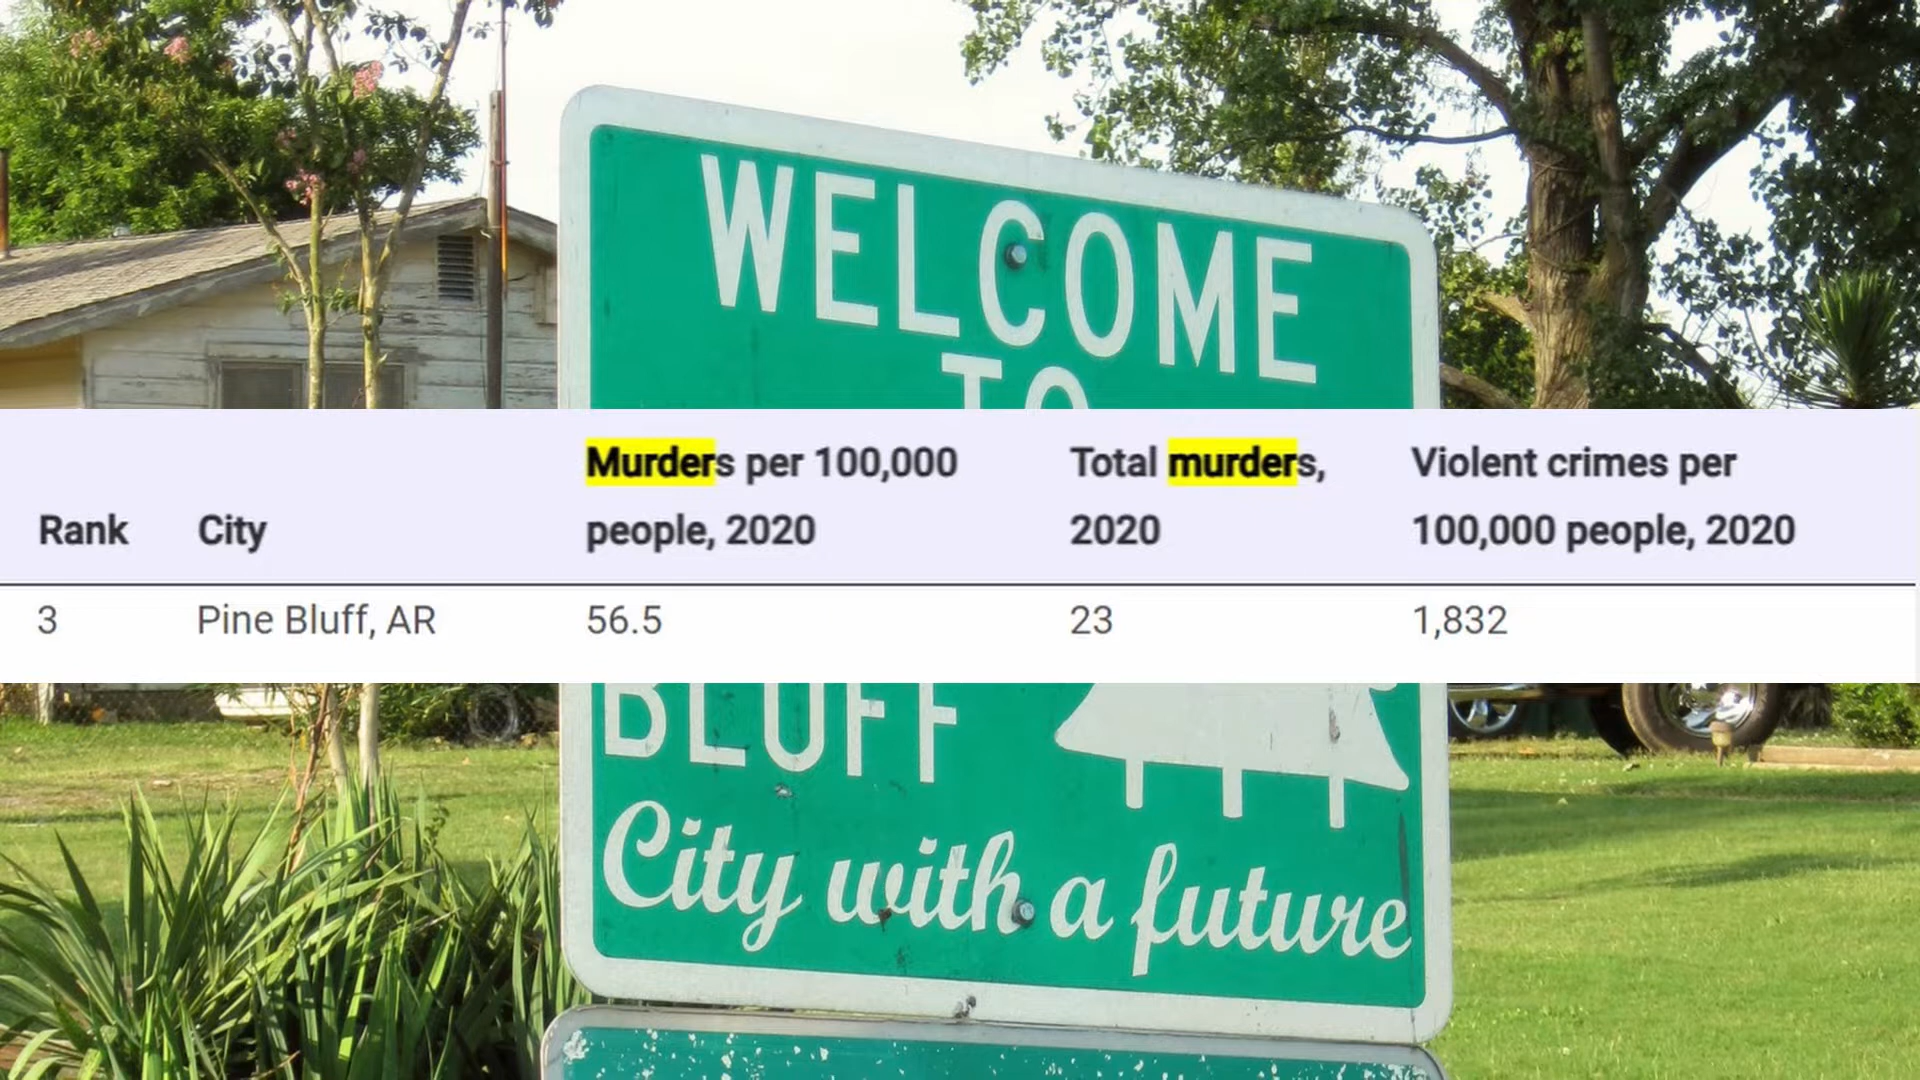 WELCOME
TO
Murders per 100,000 people, 2020
Total murders, 2020
Violent crimes per 100,000 people, 2020
Rank
City
3 Pine Bluff, AR 56.5 23 1,832
BLUFF
City with a future